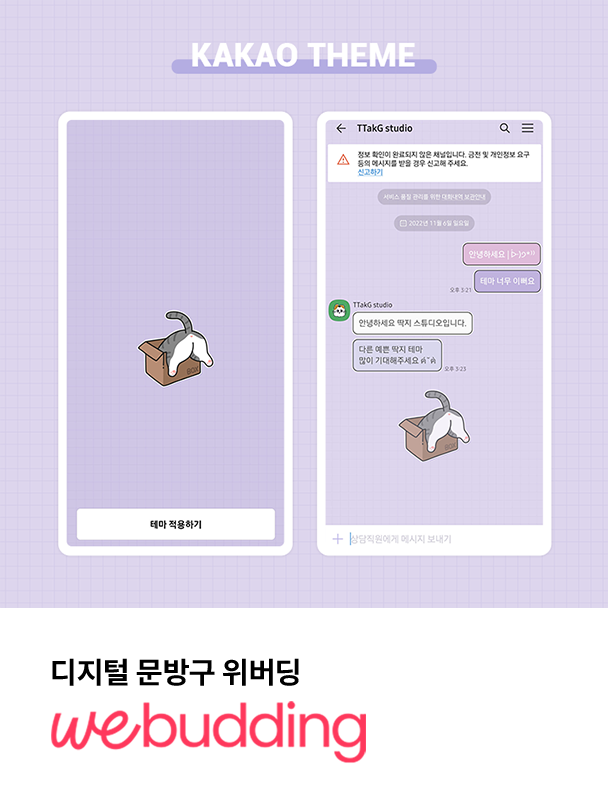 KAKAO THEME
BOX
테마 적용하기
TTakG studio
정보 확인이 완료되지 않은 채널입니다. 금전 및 개인정보 요구
등의 메시지를 받을 경우 신고해 주세요.
신고하기
서비스 품질 관리를 위한 대화내역 보관안내
2022년 11월 6일 일요일
테마 너무 이뻐요
오후 3:21
TTakG studio
안녕하세요 딱지 스튜디오입니다.
다른 예쁜 딱지 테마
많이 기대해주세요
오후 3:23
BOX
상담직원에게 메시지 보내기
디지털 문방구 위버딩
webudding